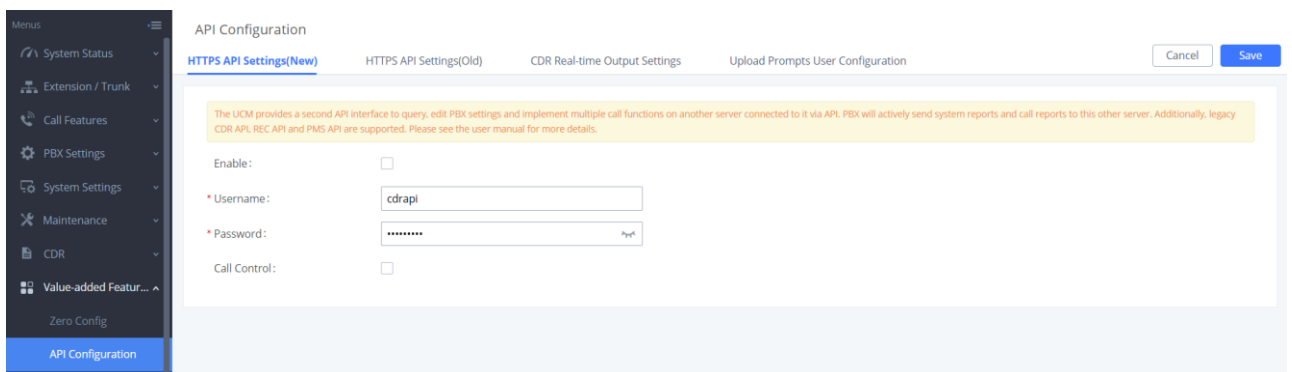 Menus
System Status
Extension / Trunk
Call Features
PBX Settings
System Settings
Maintenance
CDR
Value-added Featur...
Zero Config
API Configuration
API Configuration
HTTPS API Settings(New)
HTTPS API Settings(Old)
CDR Real-time Output Settings
Upload Prompts User Configuration
Cancel
Save
The UCM provides a second API interface to query, edit PBX settings and implement multiple call functions on another server connected to it via API. PBX will actively send system reports and call reports to this other server. Additionally, legacy
CDR API, REC API and PMS API are supported. Please see the user manual for more details.
Enable :
* Username :
cdrapi
* Password :
•••••••••
Call Control :